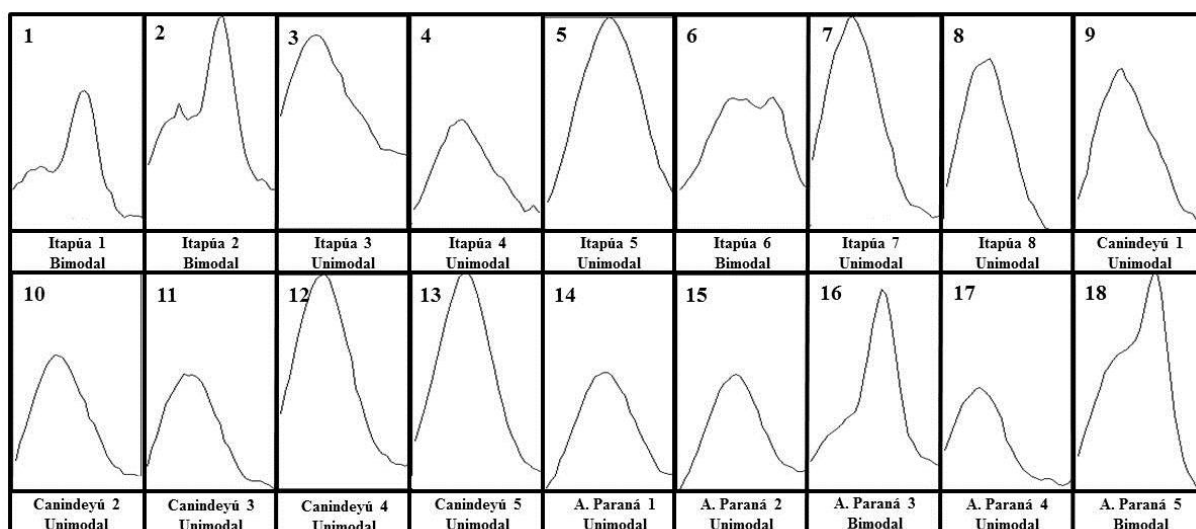 1 2 3 4 5 6 7 8 9
Itapúa 1 Itapúa 2 Itapúa 3 Itapúa 4 Itapúa 5 Itapúa 6 Itapúa 7 Itapúa 8 Canindeyú 1
Bimodal Bimodal Unimodal Unimodal Unimodal Bimodal Unimodal Unimodal Unimodal
10 11 12 13 14 15 16 17 18
Canindeyú 2 Canindeyú 3 Canindeyú 4 Canindeyú 5 A. Paraná 1 A. Paraná 2 A. Paraná 3 A. Paraná 4 A. Paraná 5
Unimodal Unimodal Unimodal Unimodal Unimodal Unimodal Bimodal Unimodal Bimodal